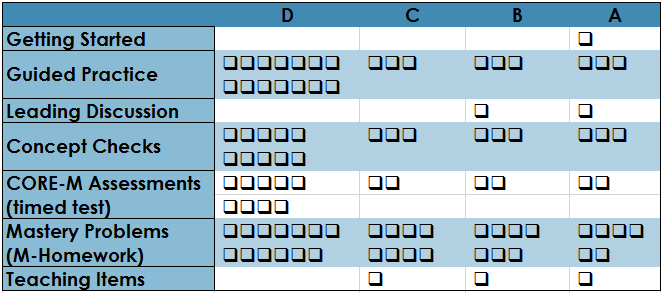 D C B A
Getting Started ❑
Guided Practice ❑❑❑❑❑❑❑ ❑❑❑ ❑❑❑ ❑❑❑
❑❑❑❑❑❑❑
Leading Discussion ❑ ❑
Concept Checks ❑❑❑❑❑ ❑❑❑ ❑❑❑ ❑❑❑
❑❑❑❑❑
CORE-M Assessments ❑❑❑❑❑ ❑❑ ❑❑ ❑❑
(timed test) ❑❑❑❑
Mastery Problems ❑❑❑❑❑❑❑ ❑❑❑❑ ❑❑❑❑ ❑❑❑❑
(M-Homework) ❑❑❑❑❑❑ ❑❑❑❑ ❑❑❑ ❑❑
Teaching Items ❑ ❑ ❑